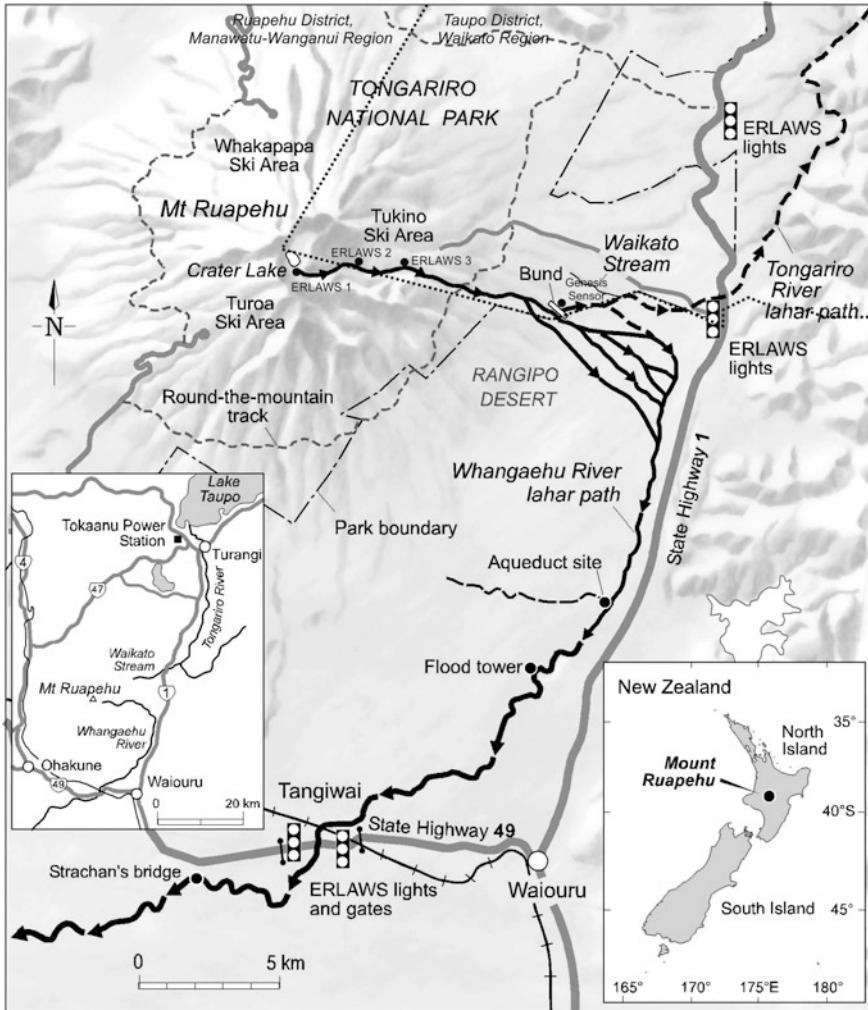 Ruapehu District,
Manawatu-Wanganui Region
Taupo District,
Waikato Region
TONGARIRO
NATIONAL PARK
ERLAWS
lights
Whakapapa
Ski Area
Mt Ruapehu
Tukino
Ski Area
Waikato
Stream
Crater Lake
ERLAWS 1
ERLAWS 2
ERLAWS 3
Bund
Genesis
Sensor
Tongariro
River
lahar path..
Turoa
Ski Area
N
ERLAWS
lights
RANGIPO
DESERT
Round-the-mountain
track
Whangaehu River
lahar path
State Highway 1
Park boundary
Aqueduct site
Flood tower
Lake
Taupo
Tokaanu Power
Station
Turangi
4
47
Tongariro River
Waikato
Stream
Mt Ruapehu
1
Whangaehu
River
Ohakune
49
Waiouru
0 20 km
Tangiwai
State Highway 49
Strachan's bridge
ERLAWS lights
and gates
Waiouru
0 5 km
New Zealand
35°
North
Island
Mount
Ruapehu
40°S
South Island
45°
165° 170° 175°E 180°